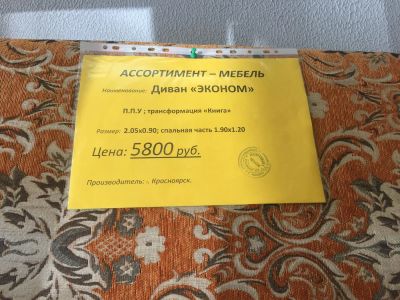 АССОРТИМЕНТ – МЕБЕЛЬ
Наименование: Диван «ЭКОНОМ»
П.П.У ; трансформация «Книга»
Размер: 2.05х0.90; спальная часть 1.90х1.20
Цена: 5800 руб.
Производитель: г. Красноярск.